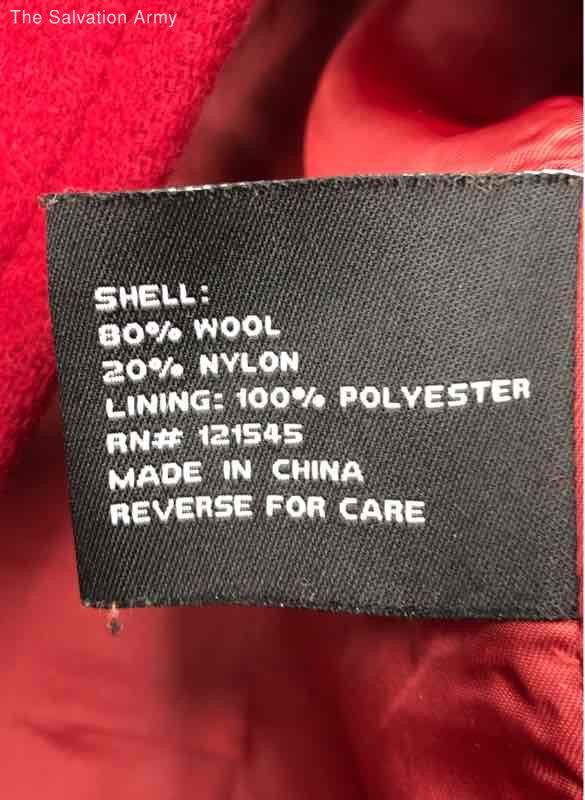 The Salvation Army
SHELL:
80% WOOL
20% NYLON
LINING: 100% POLYESTER
RN# 121545
MADE IN CHINA
REVERSE FOR CARE